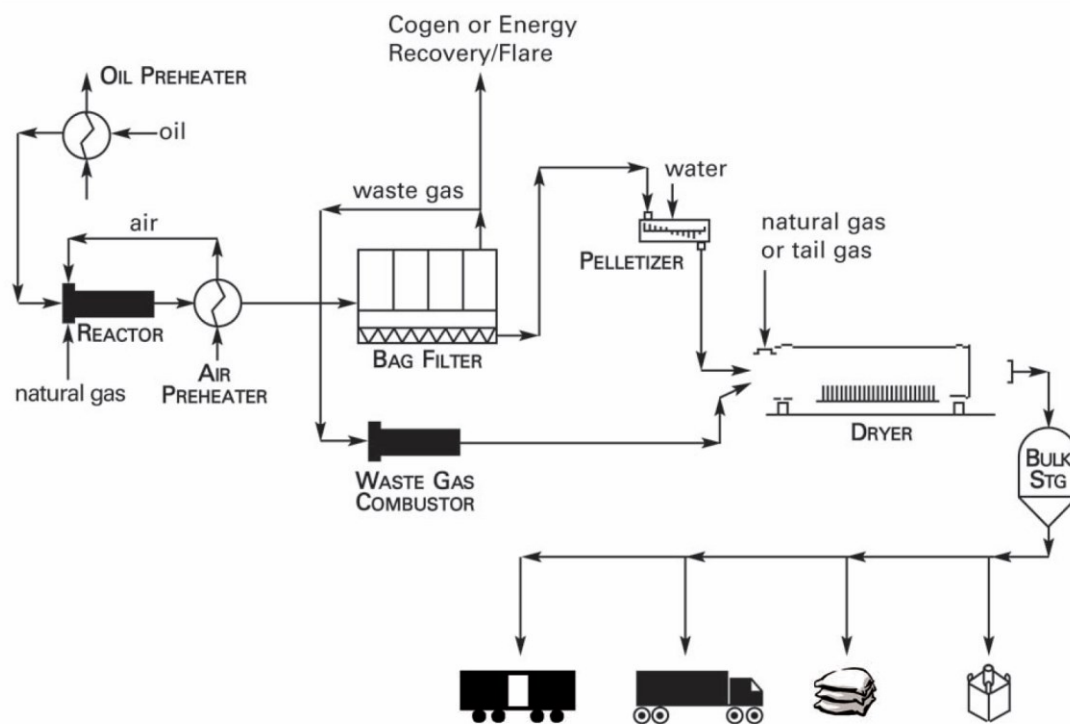 Cogen or Energy
Recovery/Flare
OIL PREHEATER
oil
waste gas
water
air
natural gas
or tail gas
PELLETIZER
REACTOR
BAG FILTER
AIR
PREHEATER
natural gas
DRYER
WASTE GAS
COMBUSTOR
BULK
STG